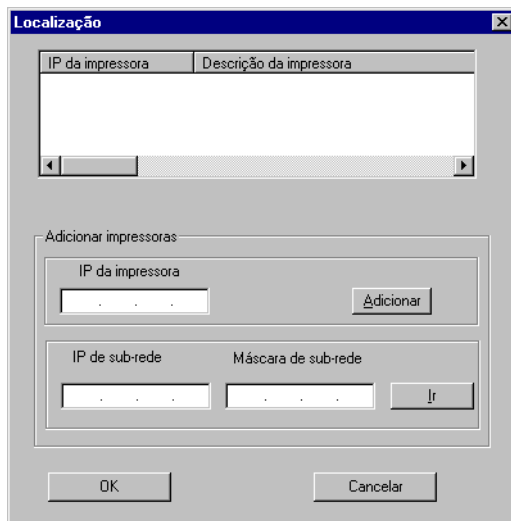 Localização
IP da impressora Descrição da impressora
Adicionar impressoras
IP da impressora
. . . Adicionar
IP de sub-rede Máscara de sub-rede
. . . . . . Ir
OK Cancelar